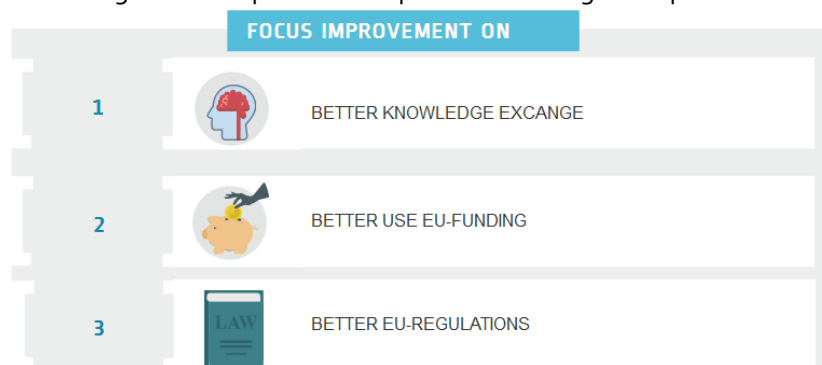 FOCUS IMPROVEMENT ON
1
BETTER KNOWLEDGE EXCANGE
2
BETTER USE EU-FUNDING
3
LAW
BETTER EU-REGULATIONS